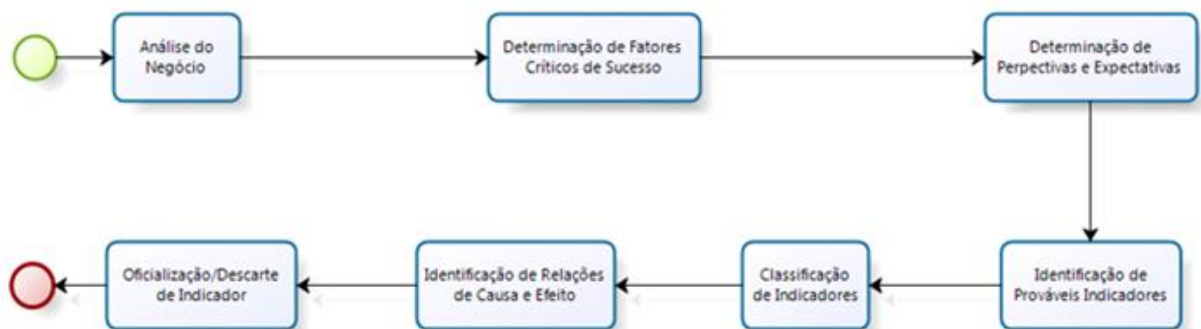 Análise do
Negócio
Determinação de Fatores
Críticos de Sucesso
Determinação de
Perpectivas e Expectativas
Oficialização/Descarte
de Indicador
Identificação de Relações
de Causa e Efeito
Classificação
de Indicadores
Identificação de
Prováveis Indicadores